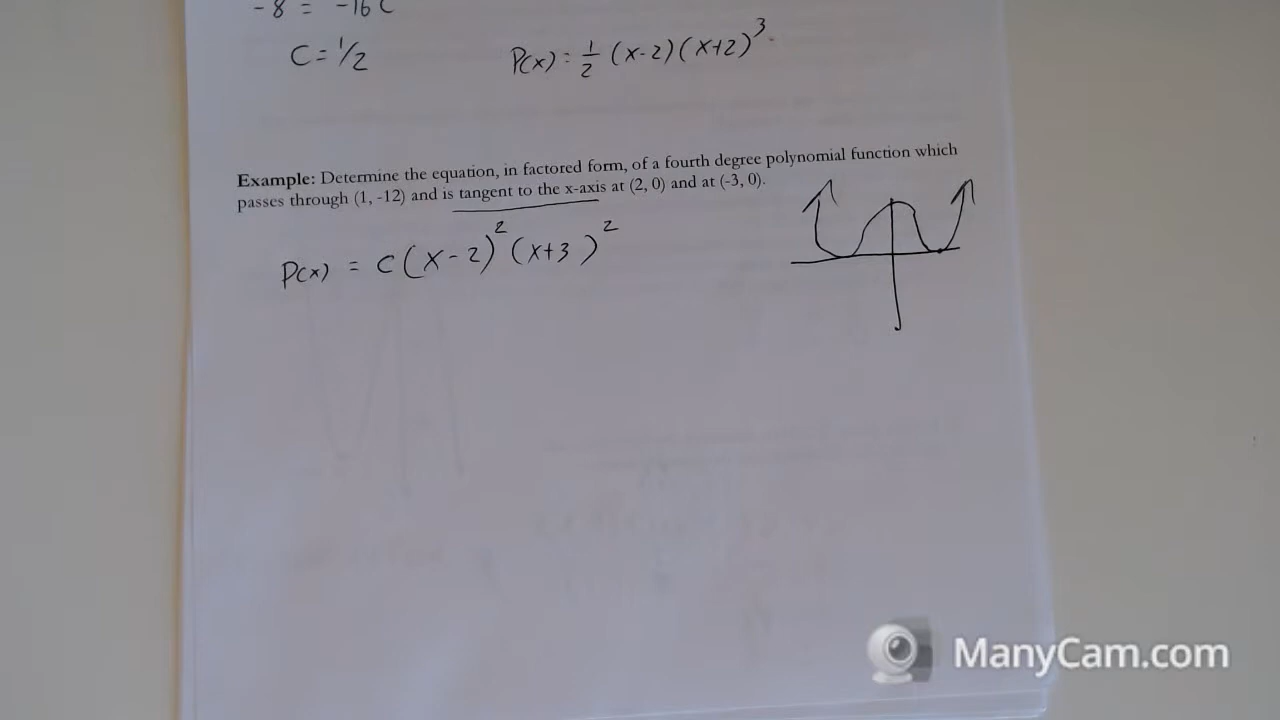 -8 = -16C
C = 1/2
P(x) = 1/2 (x-2)(x+2)^3
Example: Determine the equation, in factored form, of a fourth degree polynomial function which
passes through (1, -12) and is tangent to the x-axis at (2, 0) and at (-3, 0).
P(x) = c(x-2)^2 (x+3)^2
ManyCam.com